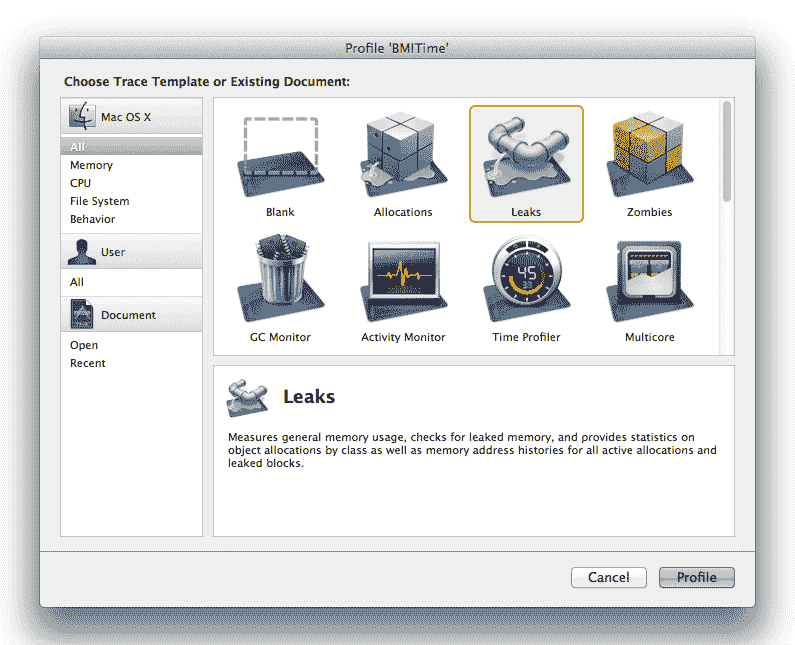 Profile 'BMITime'
Choose Trace Template or Existing Document:
Mac OS X
All
Memory
CPU
File System
Behavior
User
All
Document
Open
Recent
Blank
Allocations
Leaks
Zombies
45
33
GC Monitor
Activity Monitor
Time Profiler
Multicore
Leaks
Measures general memory usage, checks for leaked memory, and provides statistics on
object allocations by class as well as memory address histories for all active allocations and
leaked blocks.
Cancel
Profile